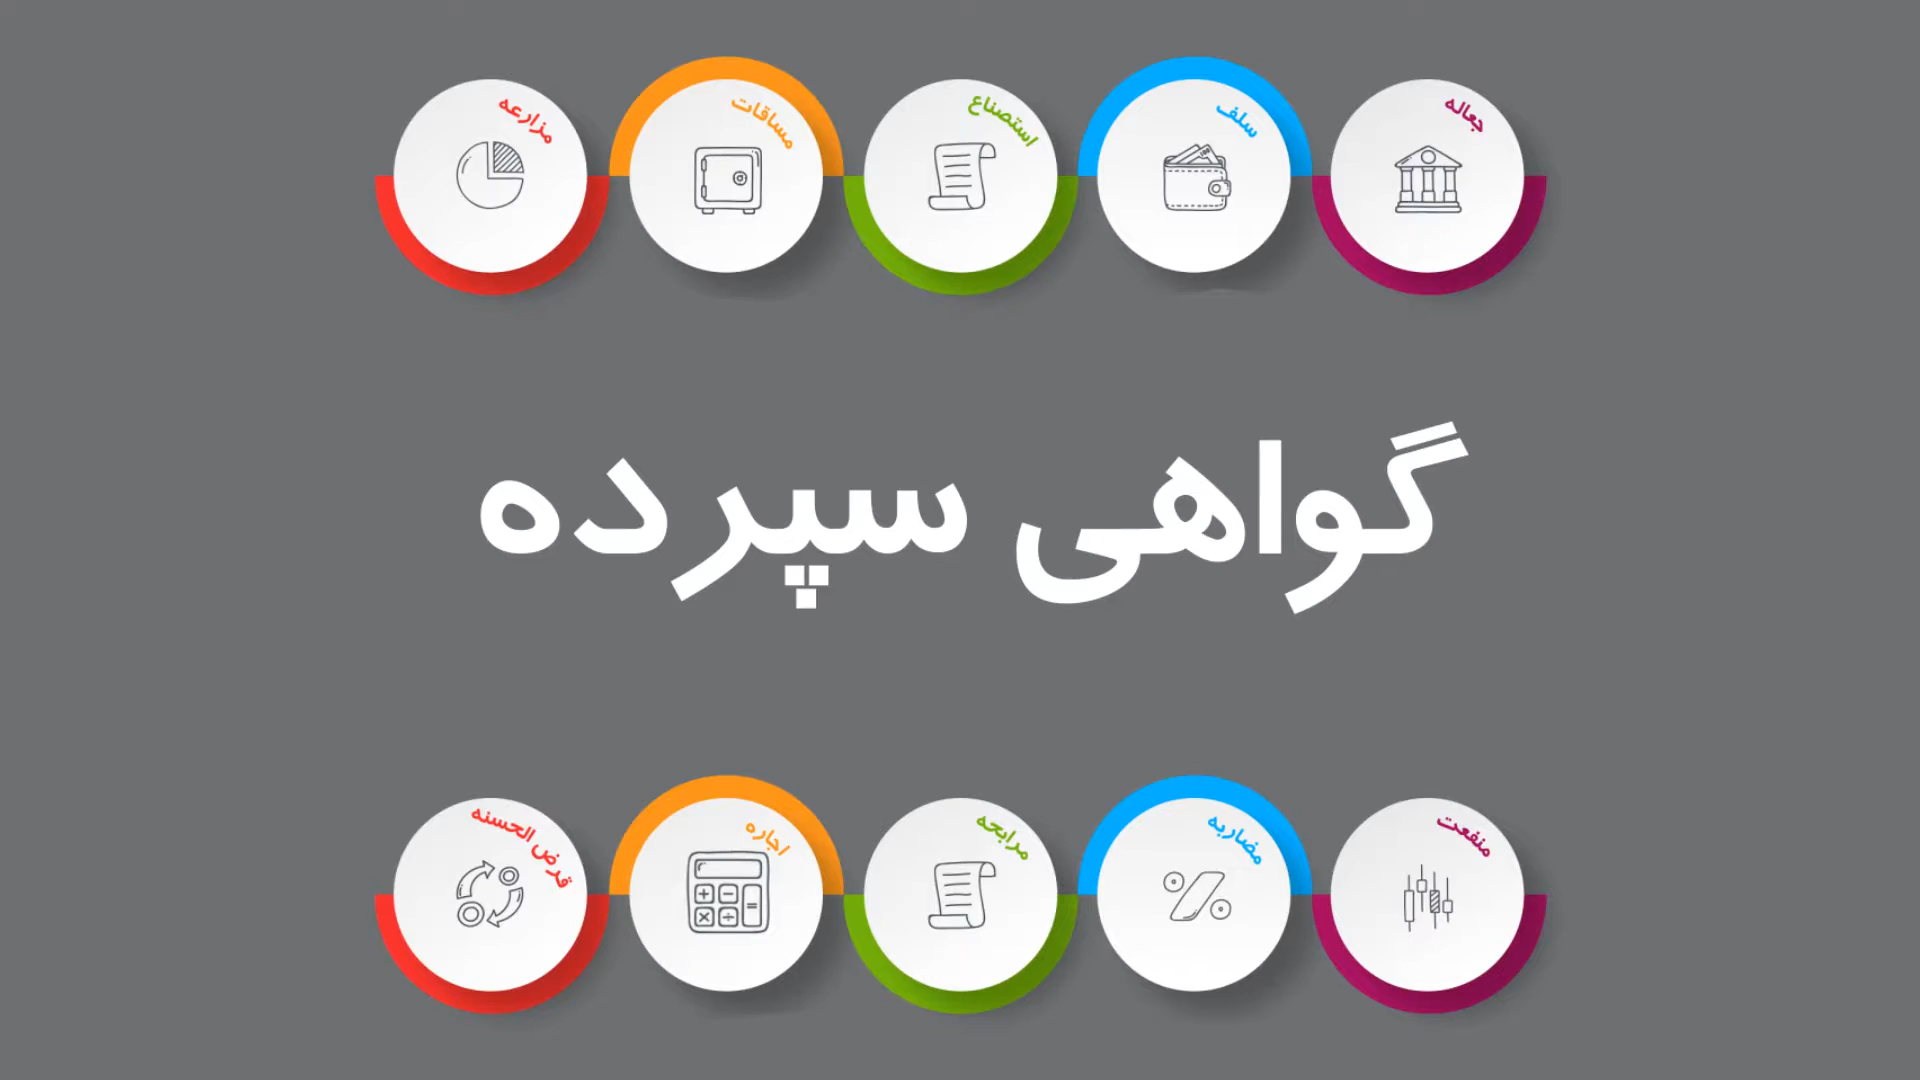 جعاله
سلف
استصناع
مساقات
مزارعه
گواهی سپرده
منفعت
مضاربه
مرابحه
اجاره
قرض الحسنه